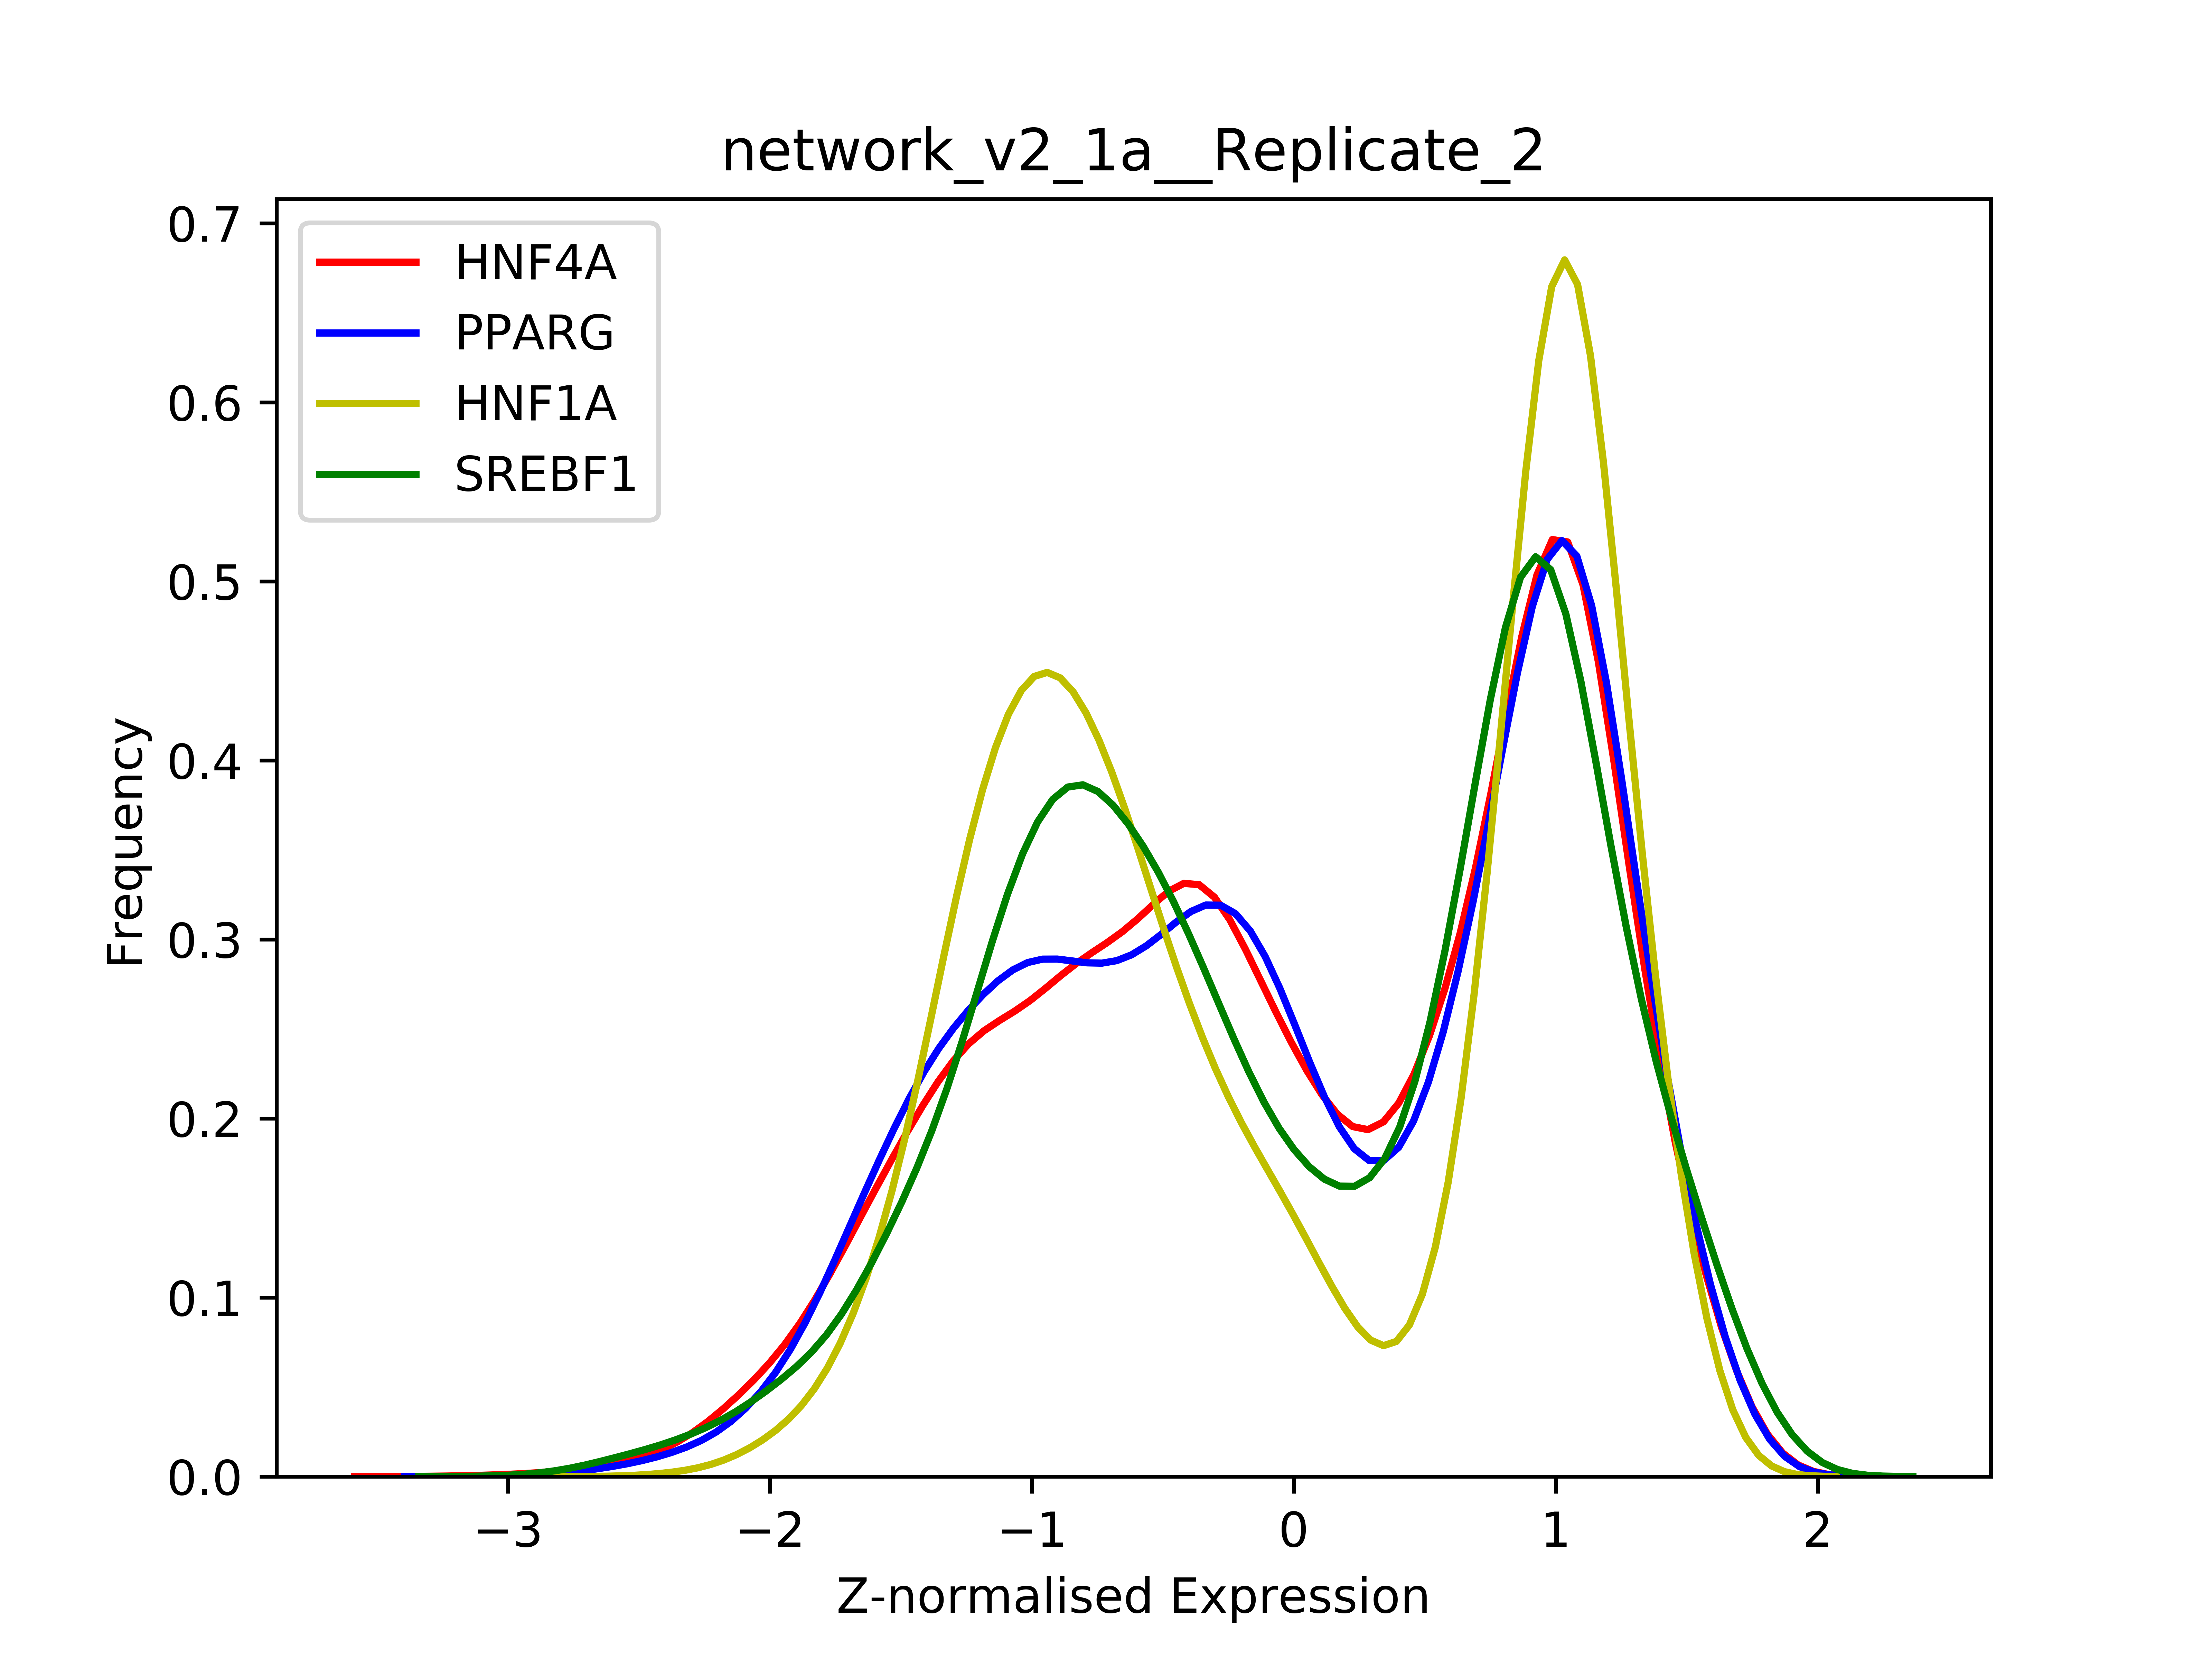 network_v2_1a__Replicate_2
HNF4A
PPARG
HNF1A
SREBF1
0.7
0.6
0.5
0.4
0.3
0.2
0.1
0.0
Frequency
−3 −2 −1 0 1 2
Z-normalised Expression